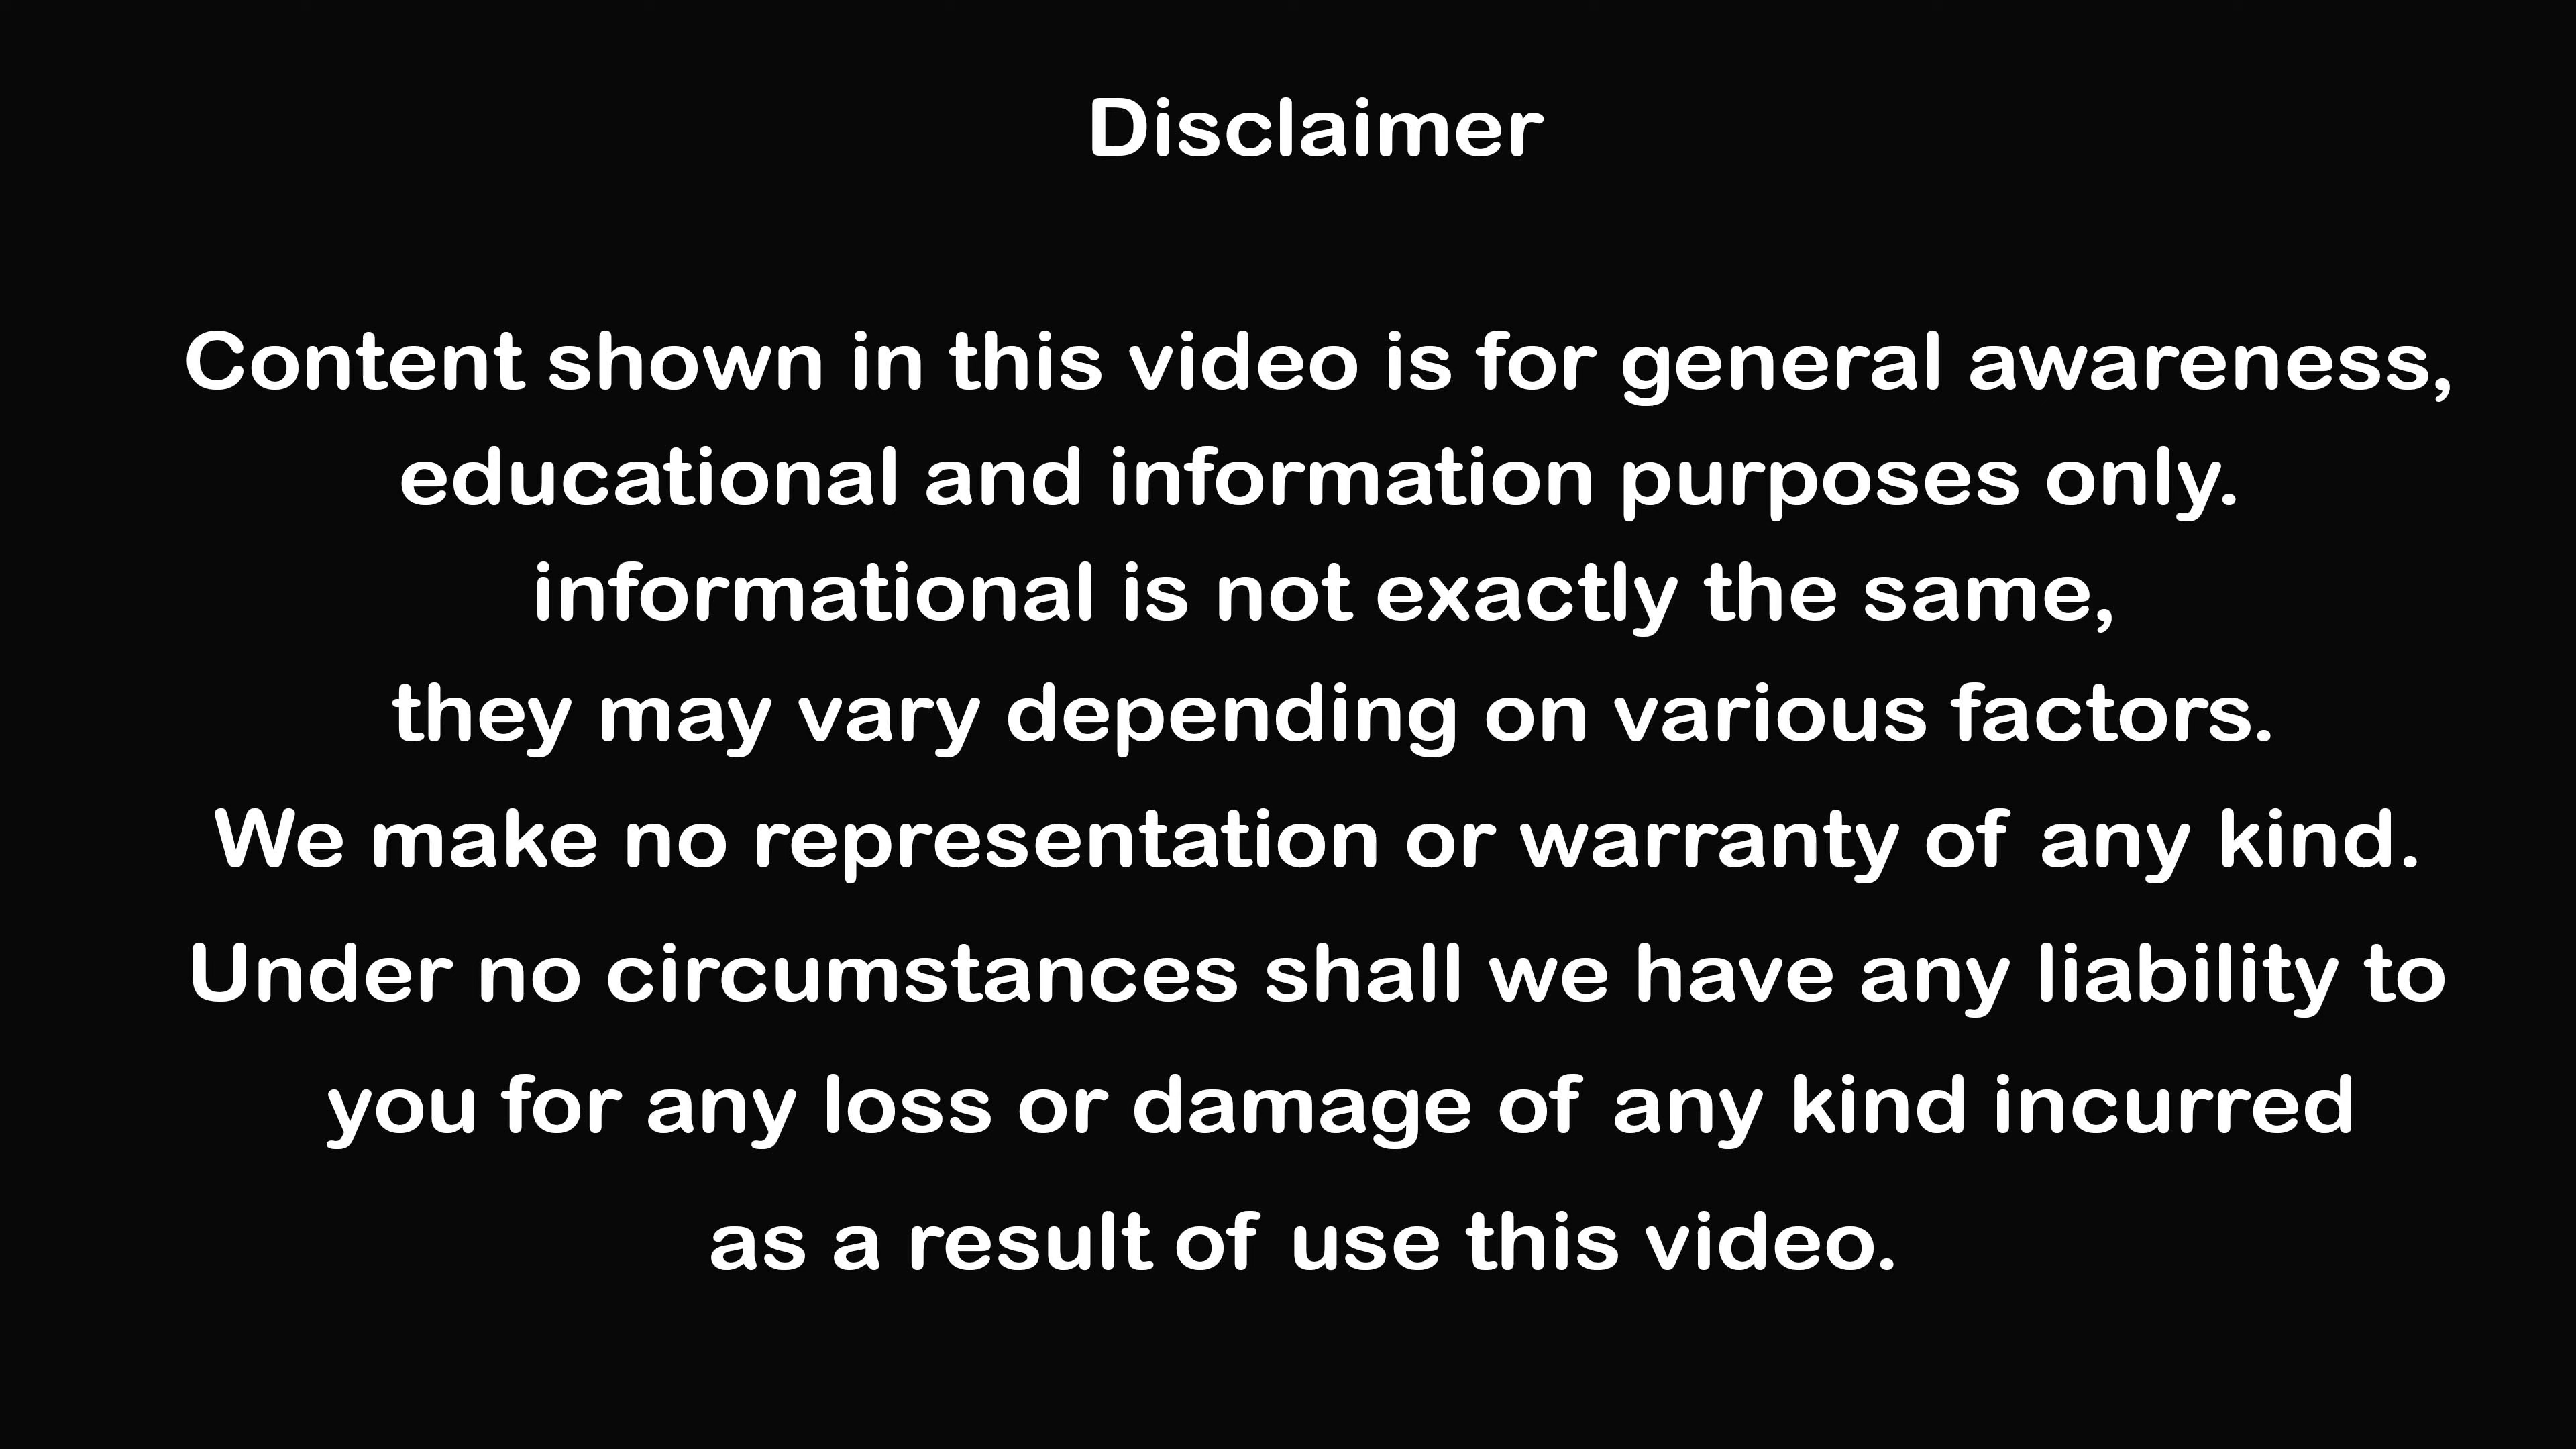 Disclaimer
Content shown in this video is for general awareness,
educational and information purposes only.
informational is not exactly the same,
they may vary depending on various factors.
We make no representation or warranty of any kind.
Under no circumstances shall we have any liability to
you for any loss or damage of any kind incurred
as a result of use this video.